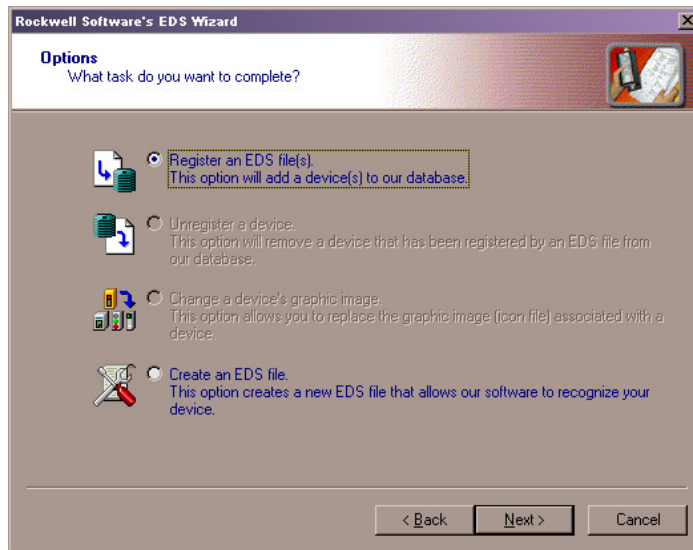 Rockwell Software's EDS Wizard
Options
What task do you want to complete?
Register an EDS file(s).
This option will add a device(s) to our database.
Unregister a device.
This option will remove a device that has been registered by an EDS file from
our database.
Change a device's graphic image.
This option allows you to replace the graphic image (icon file) associated with a
device.
Create an EDS file.
This option creates a new EDS file that allows our software to recognize your
device.
< Back
Next >
Cancel